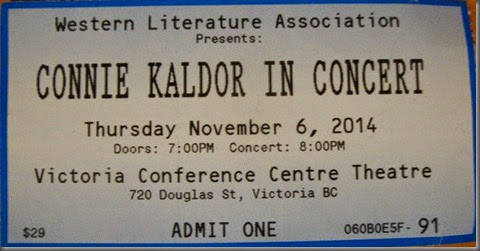 Western Literature Association
Presents:
CONNIE KALDOR IN CONCERT
Thursday November 6, 2014
Doors: 7:00PM Concert: 8:00PM
Victoria Conference Centre Theatre
720 Douglas St, Victoria BC
$29 ADMIT ONE 060B0E5F- 91